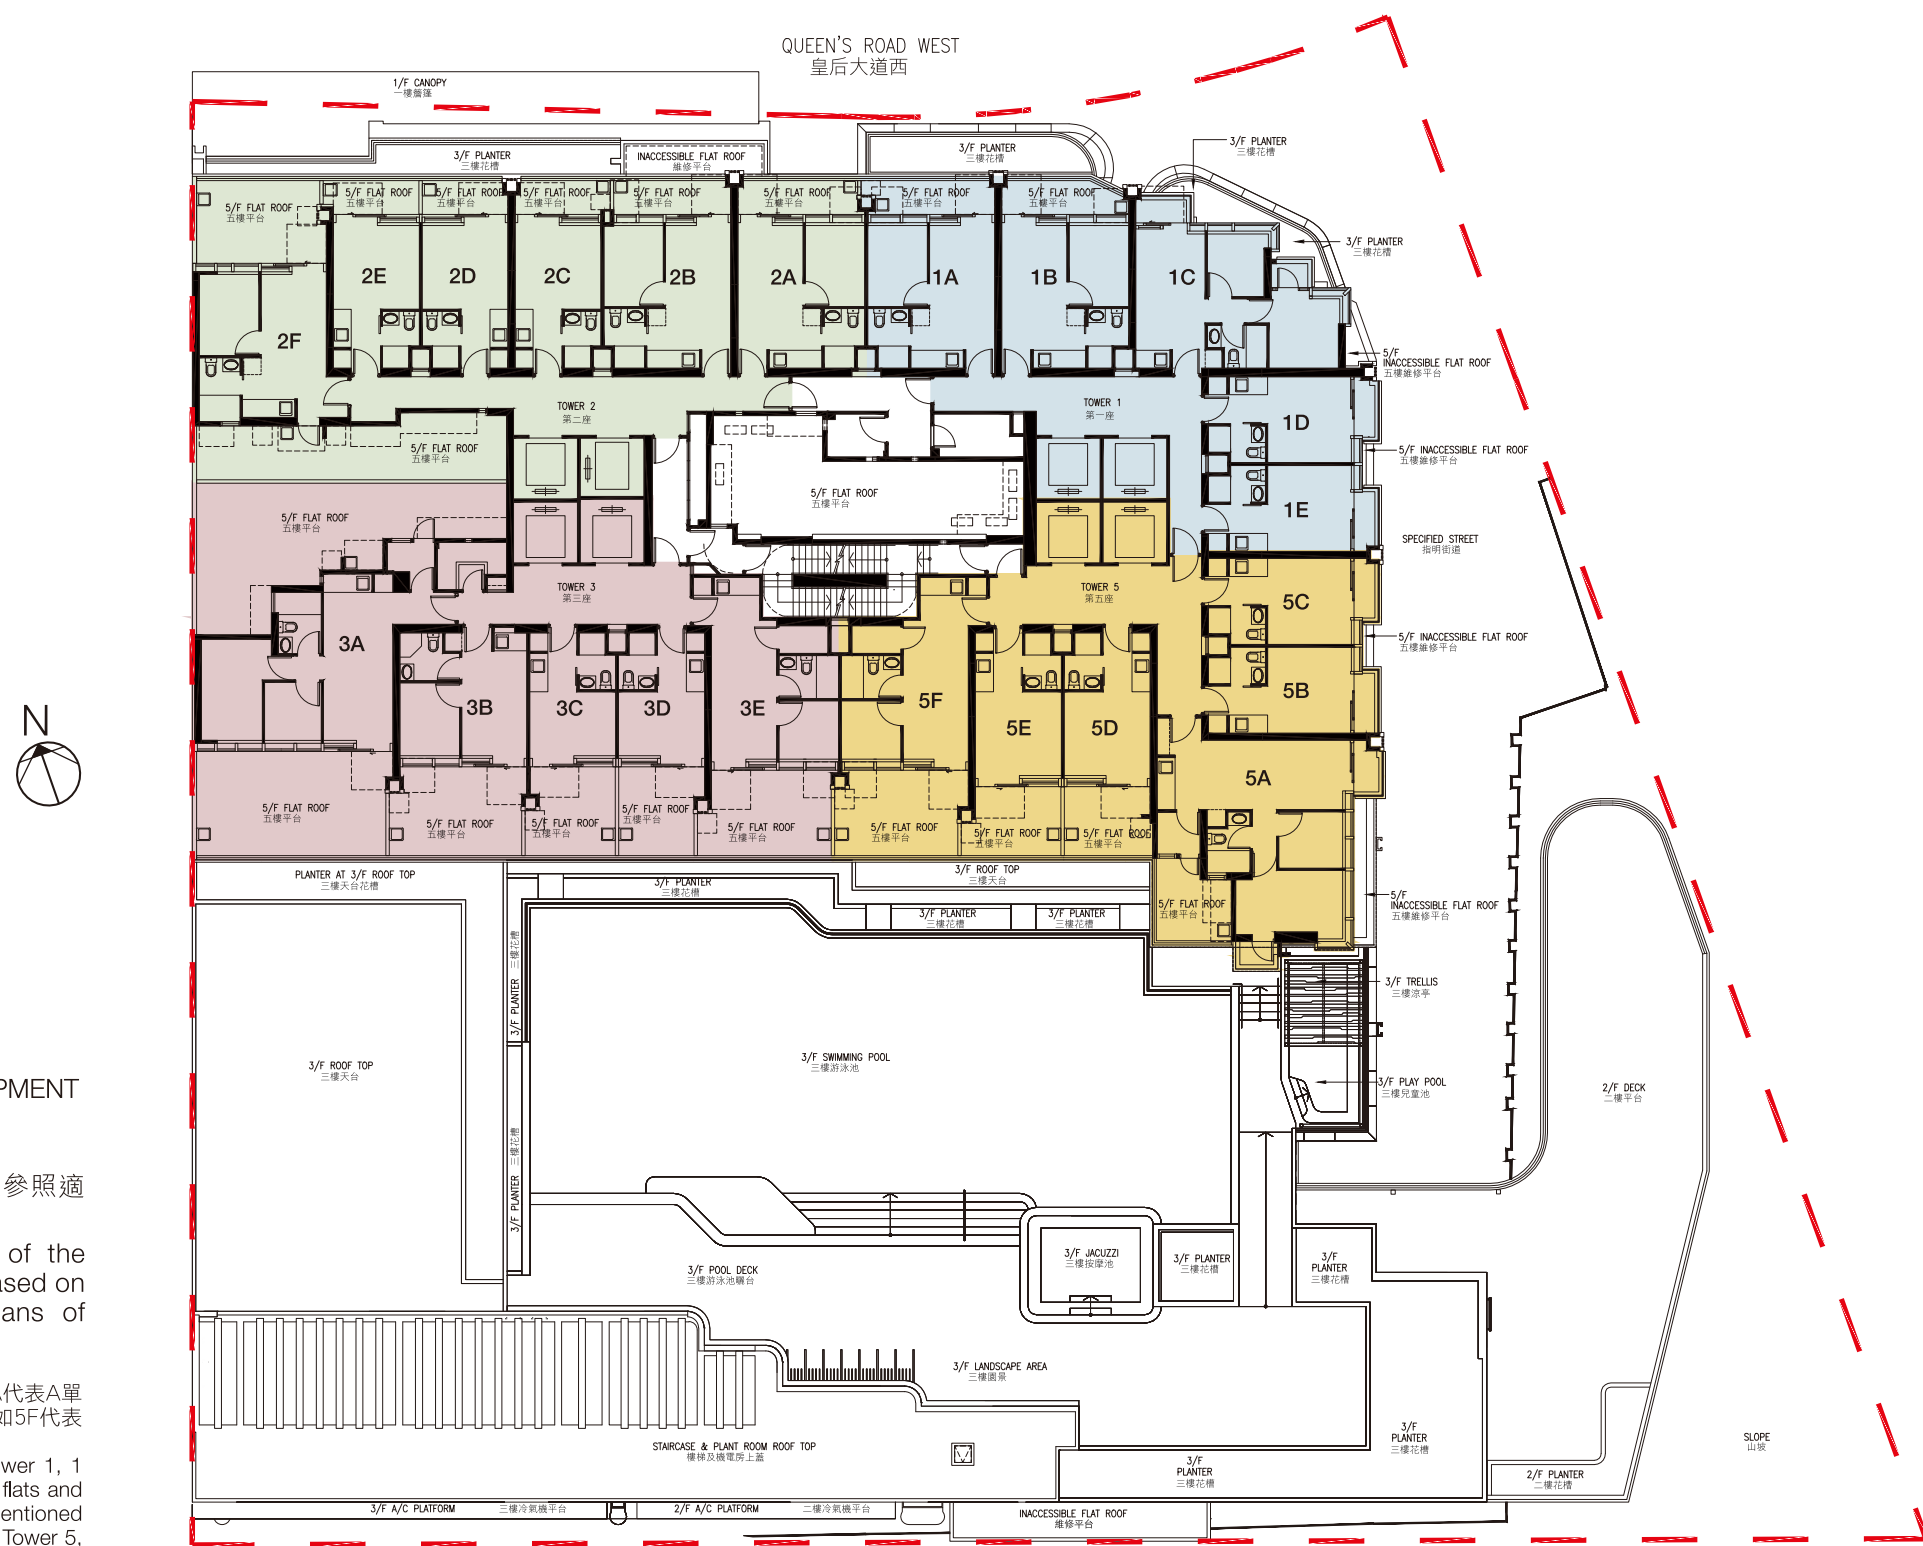 QUEEN'S ROAD WEST
皇后大道西
1/F CANOPY
一樓簷篷
3/F PLANTER
三樓花槽
INACCESSIBLE FLAT ROOF
維修平台
3/F PLANTER
三樓花槽
3/F PLANTER
三樓花槽
5/F FLAT ROOF
五樓平台
5/F FLAT ROOF
五樓平台
5/F FLAT ROOF
五樓平台
5/F FLAT ROOF
五樓平台
5/F FLAT ROOF
五樓平台
5/F FLAT ROOF
五樓平台
5/F FLAT ROOF
五樓平台
5/F FLAT ROOF
五樓平台
3/F PLANTER
三樓花槽
2E
2D
2C
2B
2A
1A
1B
1C
2F
5/F
INACCESSIBLE FLAT ROOF
五樓維修平台
TOWER 2
第二座
TOWER 1
第一座
1D
5/F FLAT ROOF
五樓平台
5/F INACCESSIBLE FLAT ROOF
五樓維修平台
5/F FLAT ROOF
五樓平台
1E
5/F FLAT ROOF
五樓平台
SPECIFIED STREET
指明街道
TOWER 3
第三座
TOWER 5
第五座
5C
3A
5/F INACCESSIBLE FLAT ROOF
五樓維修平台
3B
3C
3D
3E
5F
5E
5D
5B
N
5A
5/F FLAT ROOF
五樓平台
5/F FLAT ROOF
五樓平台
5/F FLAT ROOF
五樓平台
5/F FLAT ROOF
五樓平台
5/F FLAT ROOF
五樓平台
5/F FLAT ROOF
五樓平台
5/F FLAT ROOF
五樓平台
5/F FLAT ROOF
五樓平台
PLANTER AT 3/F ROOF TOP
三樓天台花槽
3/F PLANTER
三樓花槽
3/F ROOF TOP
三樓天台
5/F FLAT ROOF
五樓平台
5/F
INACCESSIBLE FLAT ROOF
五樓維修平台
3/F PLANTER
三樓花槽
3/F PLANTER
三樓花槽
3/F PLANTER 三樓花槽
3/F TRELLIS
三樓涼亭
3/F ROOF TOP
三樓天台
3/F SWIMMING POOL
三樓游泳池
3/F PLAY POOL
三樓兒童池
2/F DECK
二樓平台
PMENT
3/F PLANTER 三樓花槽
參照適
of the
ased on
ans of
3/F POOL DECK
三樓游泳池曬台
3/F JACUZZI
三樓按摩池
3/F PLANTER
三樓花槽
3/F
PLANTER
三樓花槽
3/F LANDSCAPE AREA
三樓園景
代表A單
如5F代表
STAIRCASE & PLANT ROOM ROOF TOP
樓梯及機電房上蓋
3/F
PLANTER
三樓花槽
SLOPE
山坡
wer 1, 1
flats and
entioned
Tower 5,
3/F
PLANTER
三樓花槽
2/F PLANTER
二樓花槽
3/F A/C PLATFORM 三樓冷氣機平台
2/F A/C PLATFORM 二樓冷氣機平台
INACCESSIBLE FLAT ROOF
維修平台